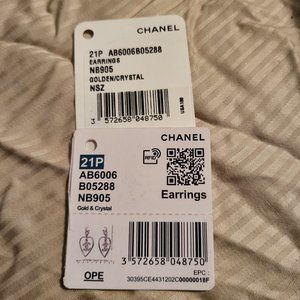 CHANEL
21P AB6006B05288
EARRINGS
NB905
GOLDEN/CRYSTAL
NSZ
3 572658 048750
CHANEL
21P
AB6006
B05288
NB905
Gold & Crystal
RFID
Earrings
OPE
3 572658 048750
EPC :
30395CE4431202C00000018F